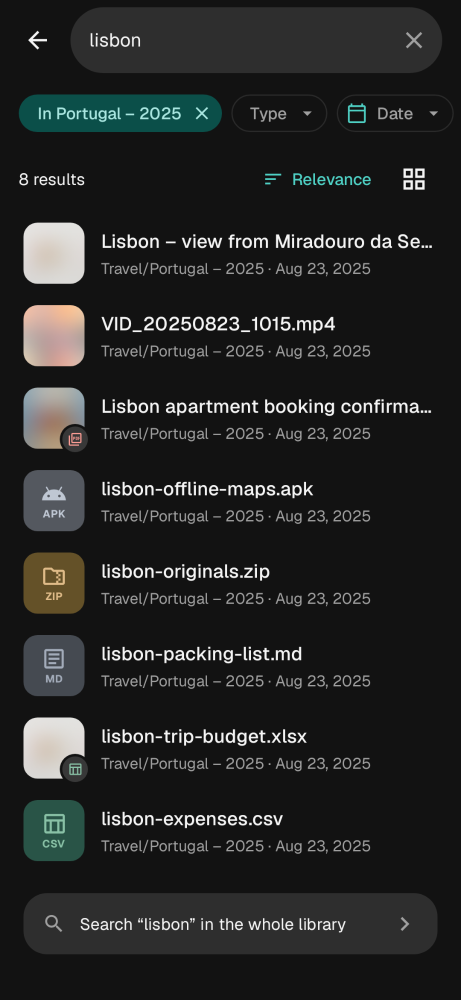 lisbon
In Portugal – 2025
Type
Date
8 results
Relevance
Lisbon – view from Miradouro da Se...
Travel/Portugal – 2025 · Aug 23, 2025
VID_20250823_1015.mp4
Travel/Portugal – 2025 · Aug 23, 2025
Lisbon apartment booking confirma...
Travel/Portugal – 2025 · Aug 23, 2025
PDF
lisbon-offline-maps.apk
Travel/Portugal – 2025 · Aug 23, 2025
APK
lisbon-originals.zip
Travel/Portugal – 2025 · Aug 23, 2025
ZIP
lisbon-packing-list.md
Travel/Portugal – 2025 · Aug 23, 2025
MD
lisbon-trip-budget.xlsx
Travel/Portugal – 2025 · Aug 23, 2025
lisbon-expenses.csv
Travel/Portugal – 2025 · Aug 23, 2025
CSV
Search “lisbon” in the whole library